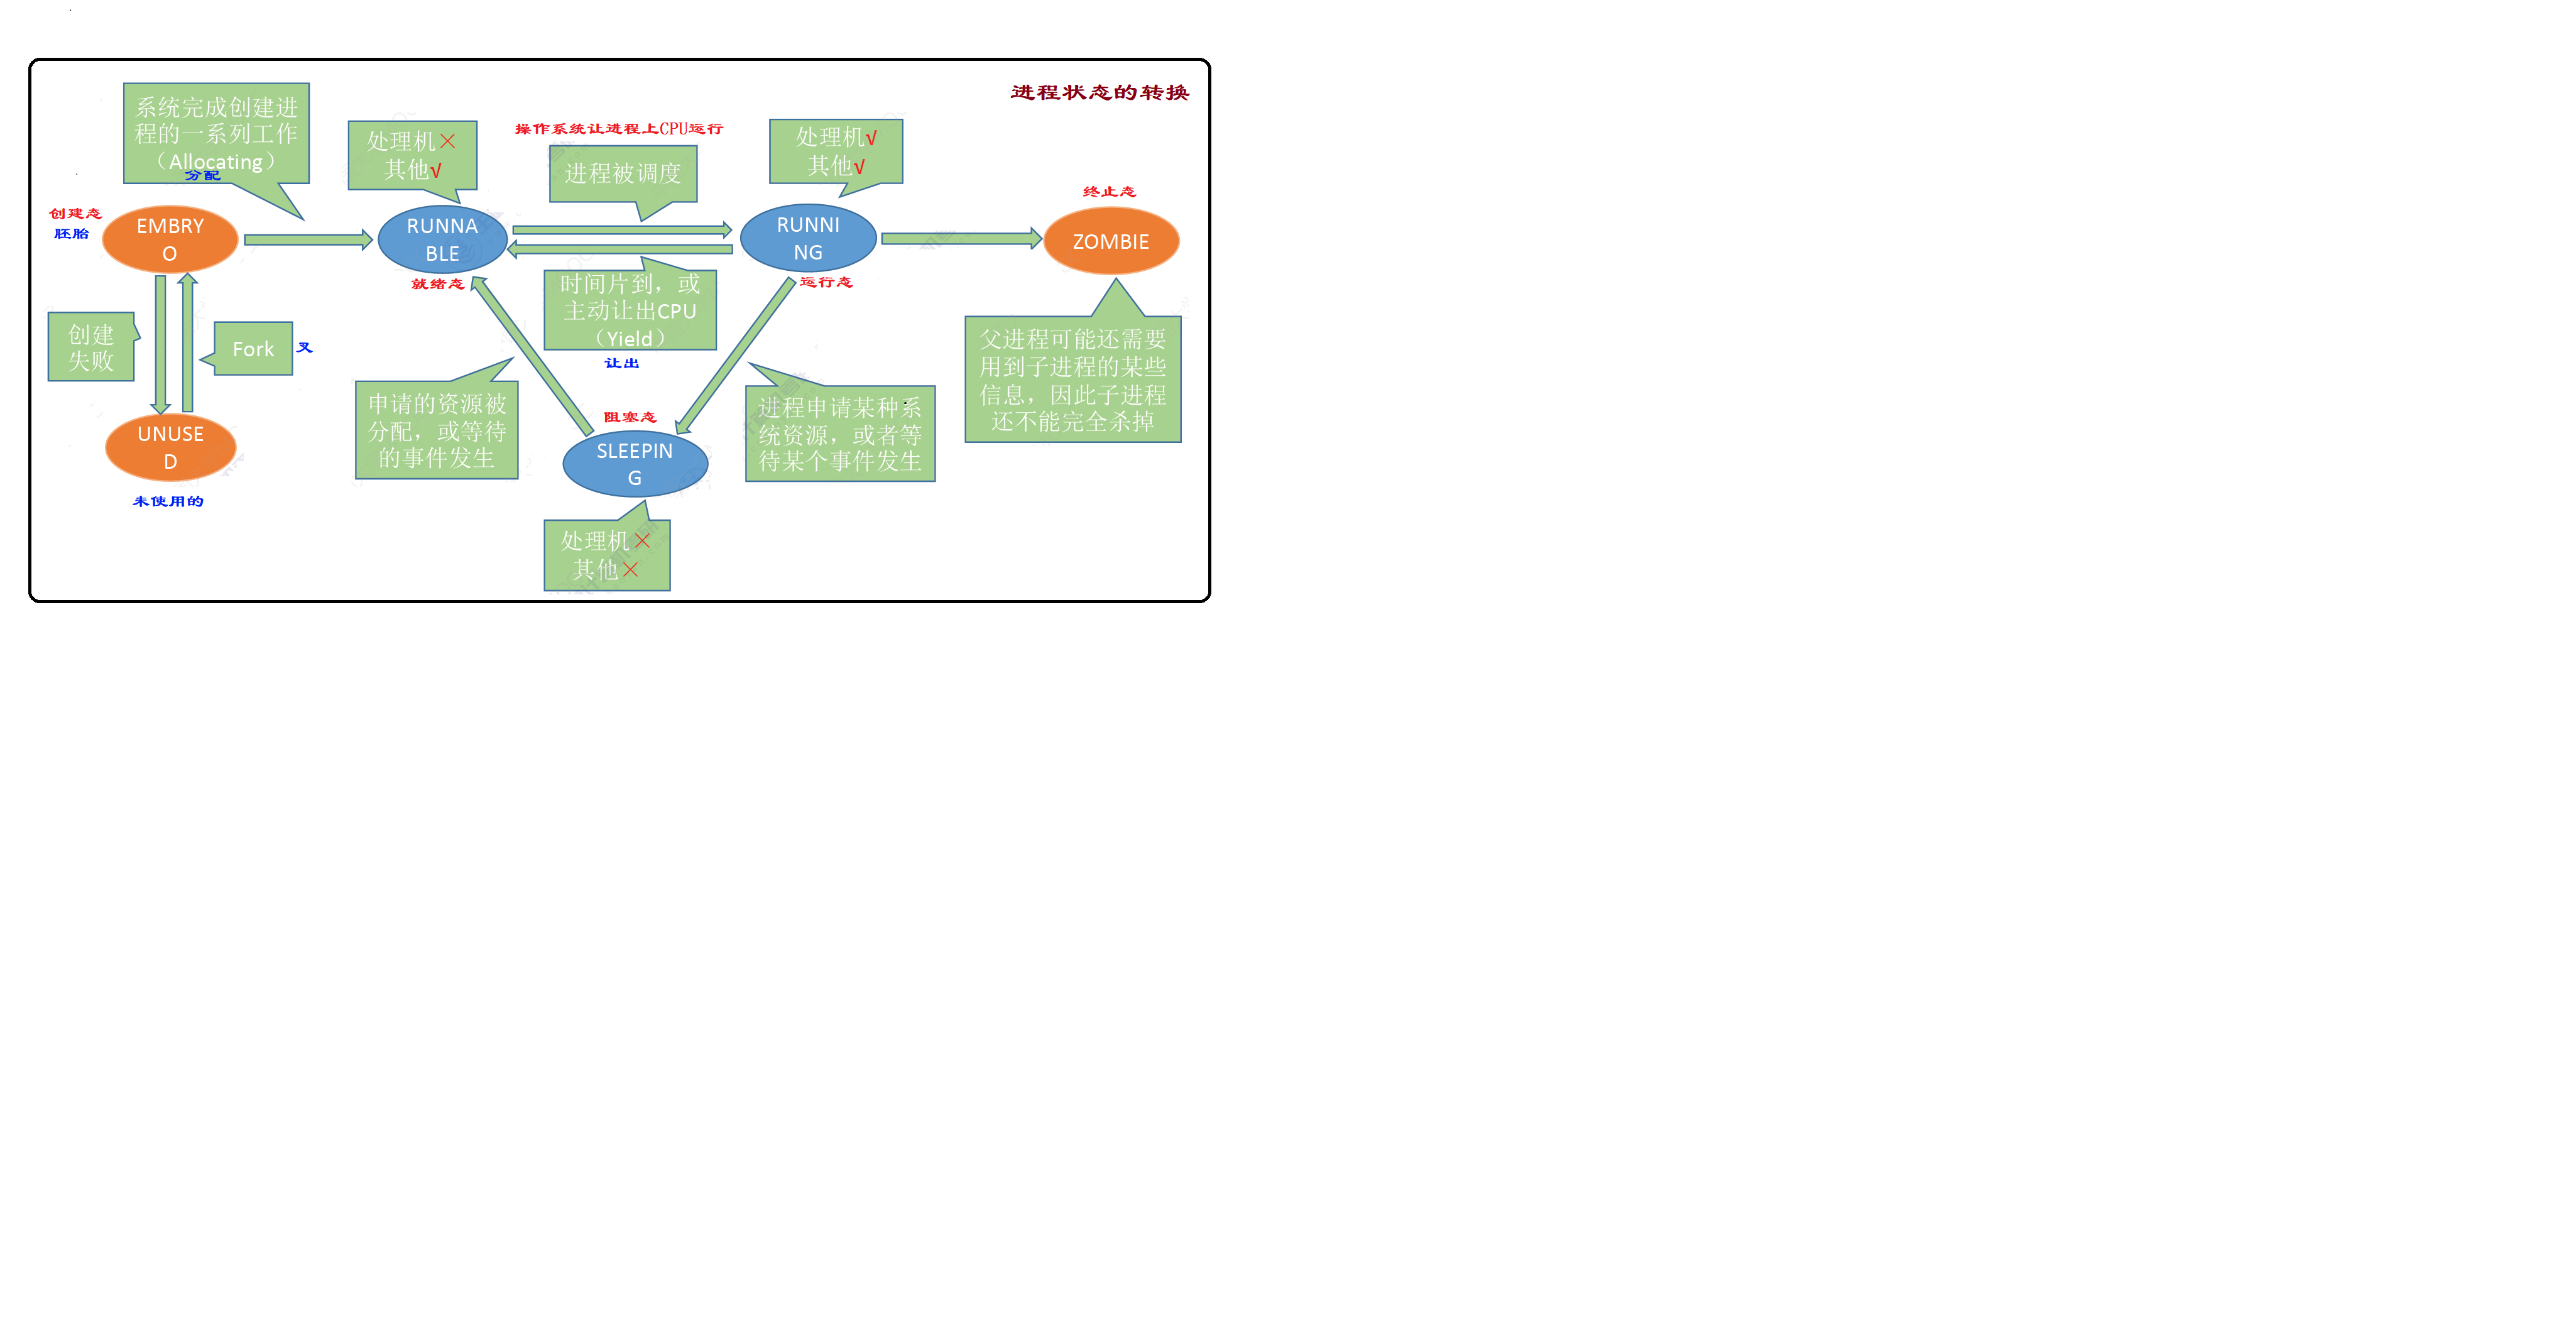 进程状态的转换
系统完成创建进
程的一系列工作
（Allocating）
分配
处理机×
其他√
操作系统让进程上CPU运行
进程被调度
处理机√
其他√
终止态
创建态
胚胎
EMBRY
O
RUNNA
BLE
就绪态
RUNNI
NG
运行态
ZOMBIE
时间片到，或
主动让出CPU
（Yield）
让出
创建
失败
Fork
叉
父进程可能还需要
用到子进程的某些
信息，因此子进程
还不能完全杀掉
申请的资源被
分配，或等待
的事件发生
进程申请某种系
统资源，或者等
待某个事件发生
阻塞态
SLEEPIN
G
UNUSE
D
未使用的
处理机×
其他×